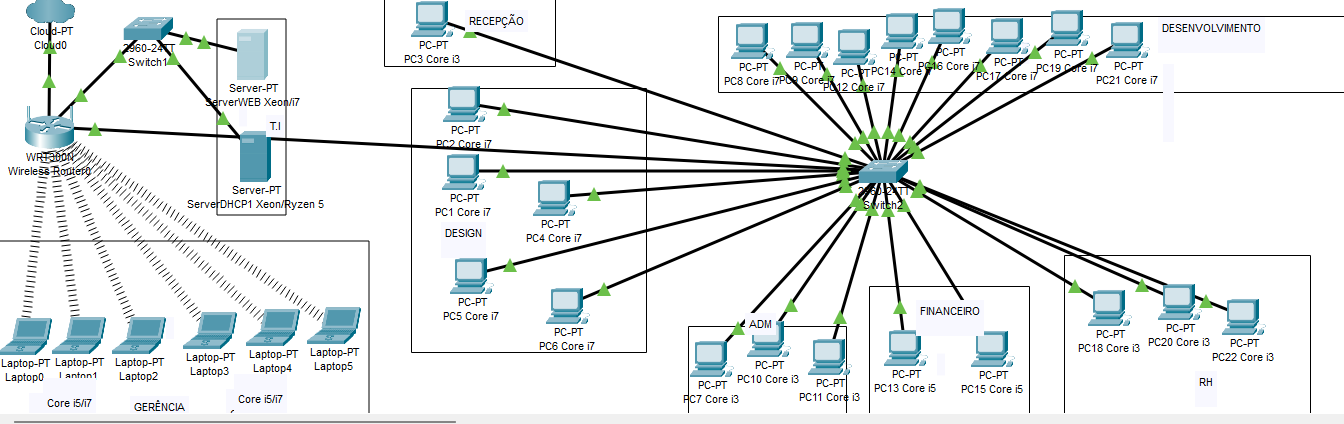 Cloud-PT
Cloud0
2960-24TT
Switch1
Server-PT
ServerWEB Xeon/i7
T.I
Server-PT
ServerDHCP1 Xeon/Ryzen 5
WRT300N
Wireless Router0
Laptop-PT
Laptop0
Laptop-PT
Laptop1
Laptop-PT
Laptop2
Laptop-PT
Laptop3
Laptop-PT
Laptop4
Laptop-PT
Laptop5
Core i5/i7
GERÊNCIA
Core i5/i7
RECEPÇÃO
PC-PT
PC3 Core i3
PC-PT
PC2 Core i7
PC-PT
PC1 Core i7
PC-PT
PC4 Core i7
DESIGN
PC-PT
PC5 Core i7
PC-PT
PC6 Core i7
DESENVOLVIMENTO
PC-PT
PC8 Core i7
PC-PT
PC9 Core i7
PC-PT
PC12 Core i7
PC-PT
PC14 Core i7
PC-PT
PC16 Core i7
PC-PT
PC17 Core i7
PC-PT
PC19 Core i7
PC-PT
PC21 Core i7
2960-24TT
Switch2
ADM
PC-PT
PC7 Core i3
PC-PT
PC10 Core i3
PC-PT
PC11 Core i3
FINANCEIRO
PC-PT
PC13 Core i5
PC-PT
PC15 Core i5
PC-PT
PC18 Core i3
PC-PT
PC20 Core i3
PC-PT
PC22 Core i3
RH